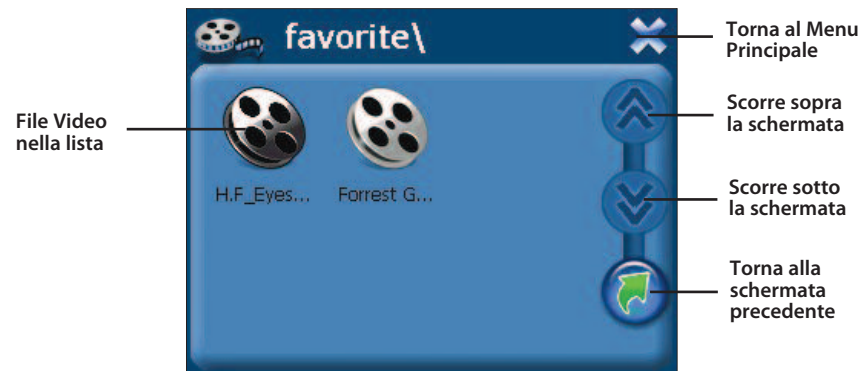 favorite\
Torna al Menu
Principale
File Video
nella lista
Scorre sopra
la schermata
H.F_Eyes...
Forrest G...
Scorre sotto
la schermata
Torna alla
schermata
precedente